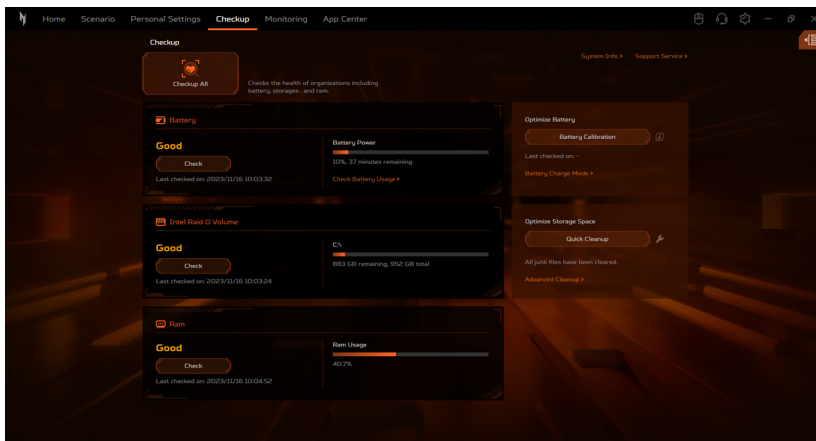 Home Scenario Personal Settings Checkup Monitoring App Center
Checkup
System Info > Support Service >
Checkup All
Checks the health of organizations including
battery, storages , and ram.
Battery
Good
Check
Last checked on: 2023/11/16 10:03:32
Battery Power
10%, 37 minutes remaining
Check Battery Usage >
Optimize Battery
Battery Calibration
Last checked on: -
Battery Charge Mode >
Intel Raid 0 Volume
Good
Check
Last checked on: 2023/11/16 10:03:24
C:\
883 GB remaining, 952 GB total
Optimize Storage Space
Quick Cleanup
All junk files have been cleared.
Advanced Cleanup >
Ram
Good
Check
Last checked on: 2023/11/16 10:04:52
Ram Usage
40.7%